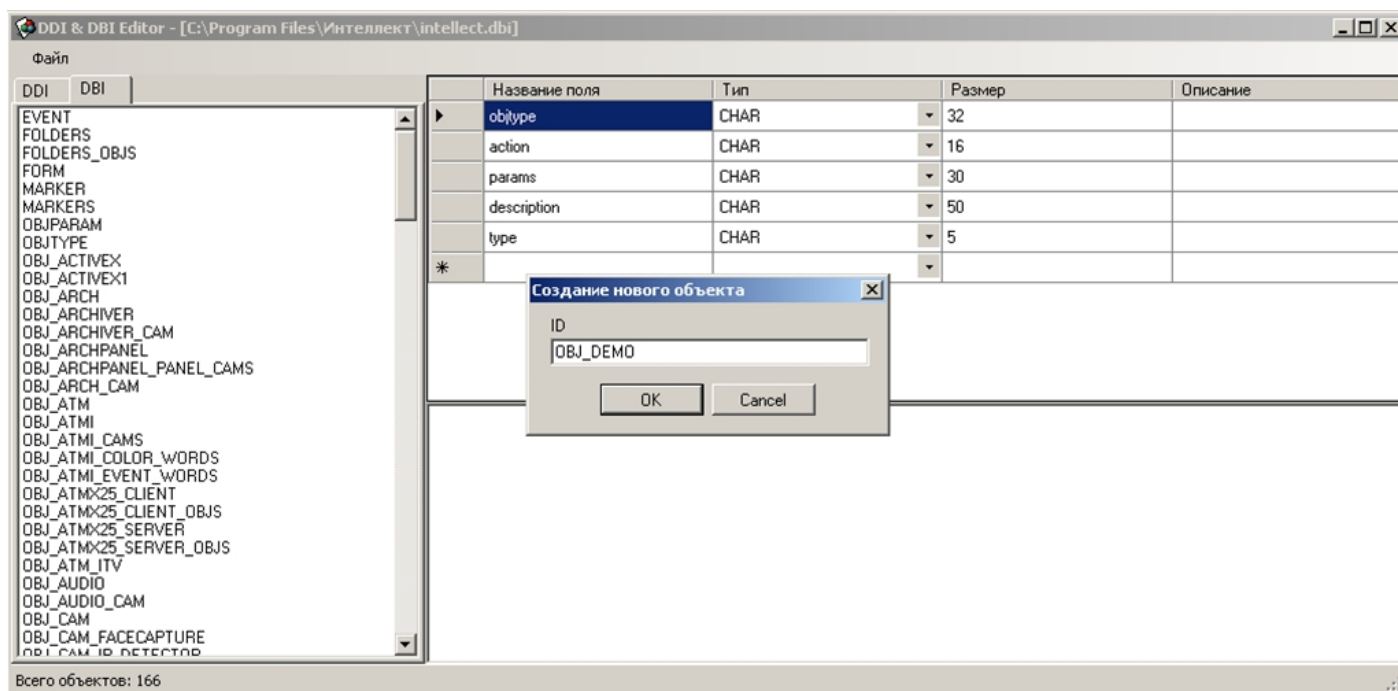 DDI & DBI Editor - [C:\Program Files\Интеллект\intellect.dbi]
Файл
DDI DBI
EVENT
FOLDERS
FOLDERS_OBJS
FORM
MARKER
MARKERS
OBJPARAM
OBJTYPE
OBJ_ACTIVEX
OBJ_ACTIVEX1
OBJ_ARCH
OBJ_ARCHIVER
OBJ_ARCHIVER_CAM
OBJ_ARCHPANEL
OBJ_ARCHPANEL_PANEL_CAMS
OBJ_ARCH_CAM
OBJ_ATM
OBJ_ATMI
OBJ_ATMI_CAMS
OBJ_ATMI_COLOR_WORDS
OBJ_ATMI_EVENT_WORDS
OBJ_ATMX25_CLIENT
OBJ_ATMX25_CLIENT_OBJS
OBJ_ATMX25_SERVER
OBJ_ATMX25_SERVER_OBJS
OBJ_ATM_ITV
OBJ_AUDIO
OBJ_AUDIO_CAM
OBJ_CAM
OBJ_CAM_FACECAPTURE
OBJ_CAM_IP_DETECTOR
Название поля Тип Размер Описание
objtype CHAR 32
action CHAR 16
params CHAR 30
description CHAR 50
type CHAR 5
Создание нового объекта
ID
OBJ_DEMO
OK Cancel
Всего объектов: 166